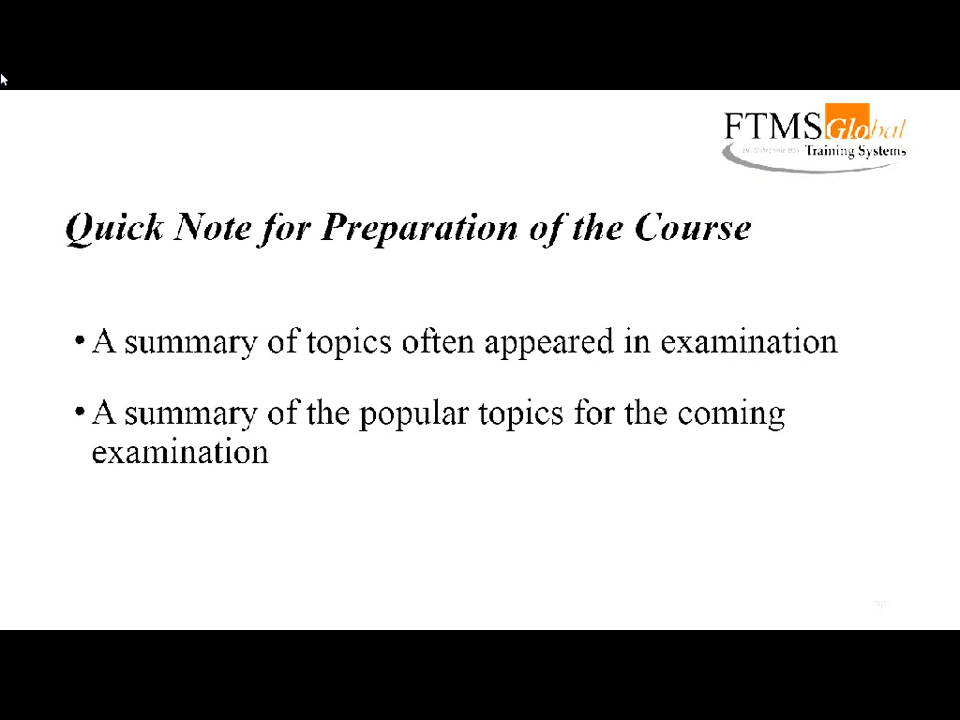 FTMSGlobal
Training Systems
Quick Note for Preparation of the Course
• A summary of topics often appeared in examination
• A summary of the popular topics for the coming
examination